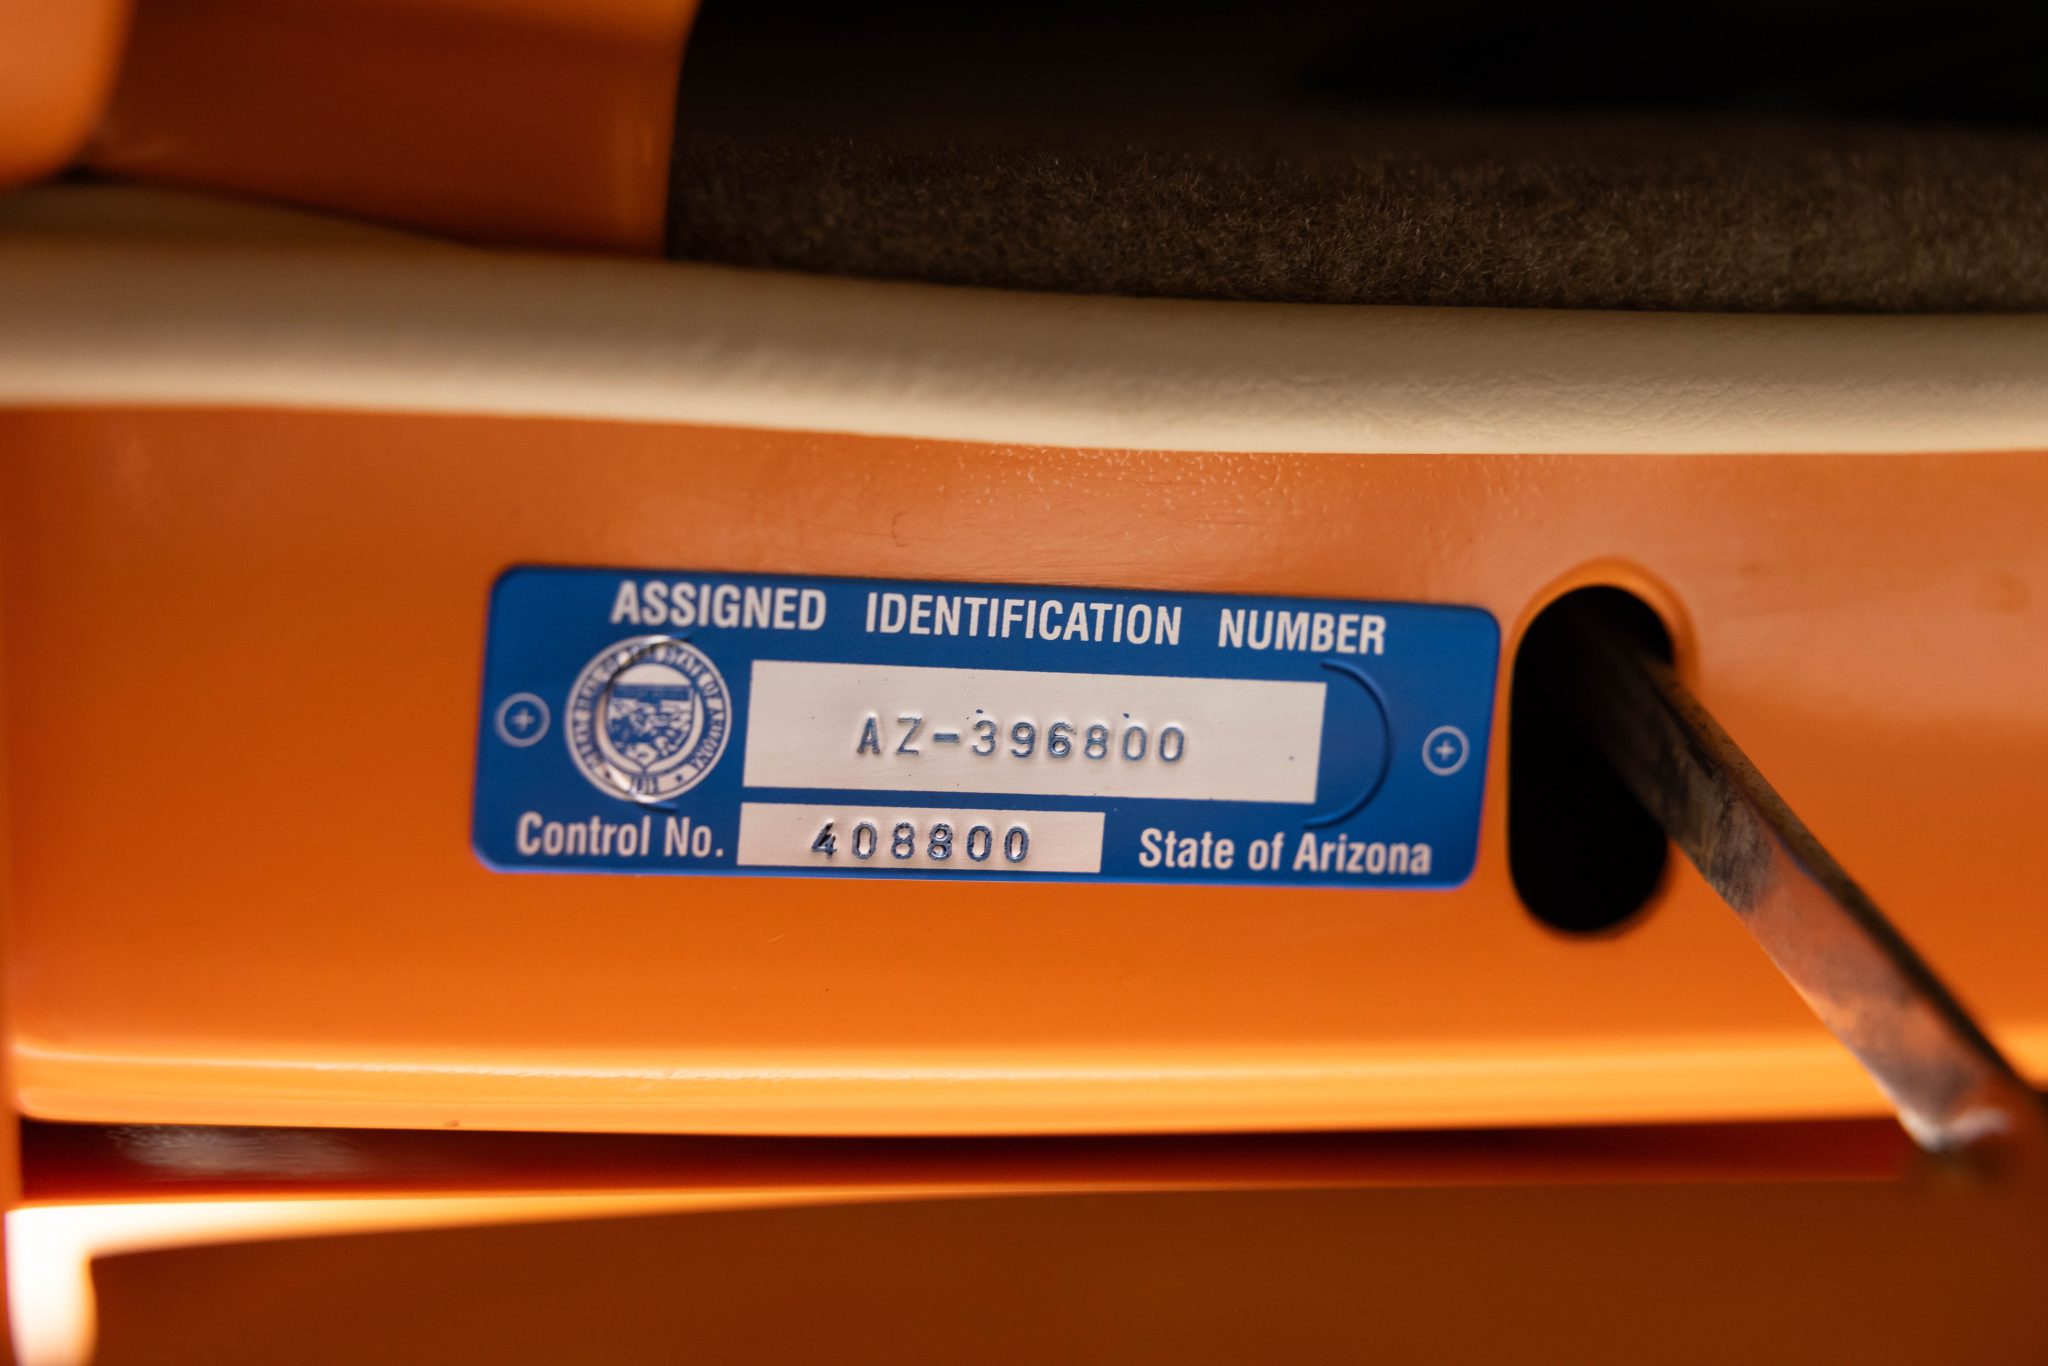 ASSIGNED IDENTIFICATION NUMBER
AZ-396800
Control No. 408800 State of Arizona